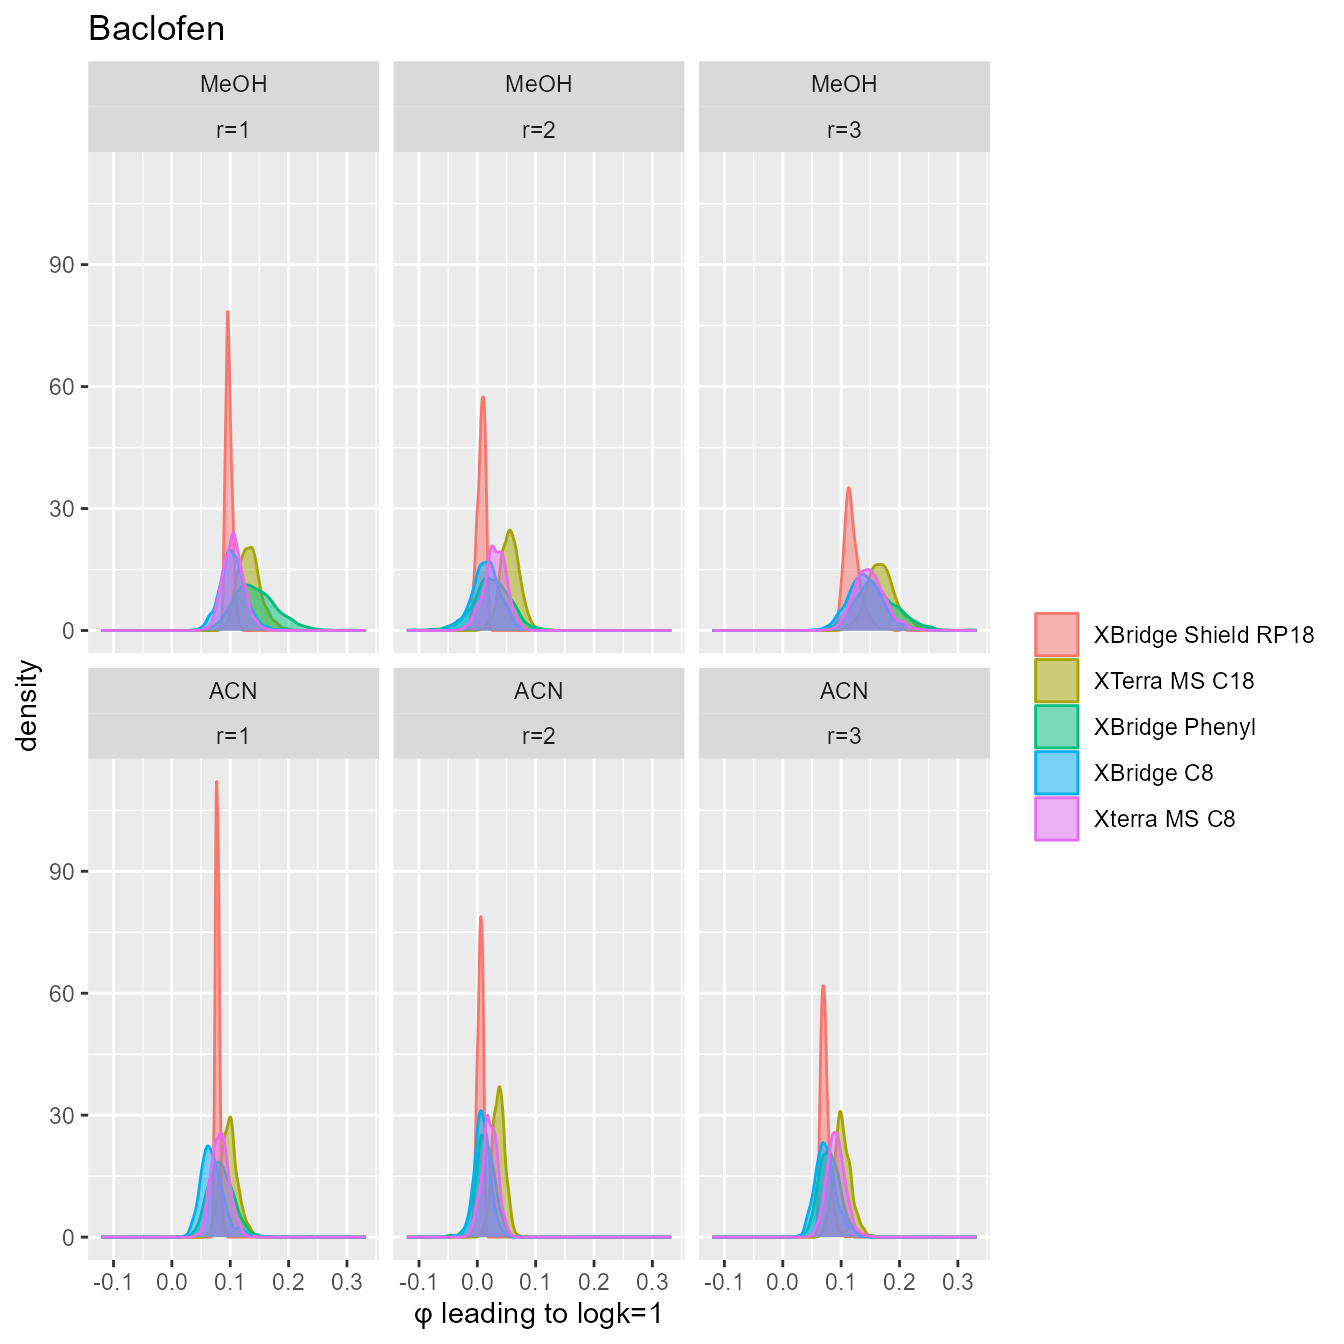 Baclofen
MeOH
MeOH
MeOH
r=1
r=2
r=3
90
60
30
0
ACN
ACN
ACN
r=1
r=2
r=3
90
60
30
0
density
-0.1 0.0 0.1 0.2 0.3
-0.1 0.0 0.1 0.2 0.3
-0.1 0.0 0.1 0.2 0.3
φ leading to logk=1
XBridge Shield RP18
XTerra MS C18
XBridge Phenyl
XBridge C8
Xterra MS C8